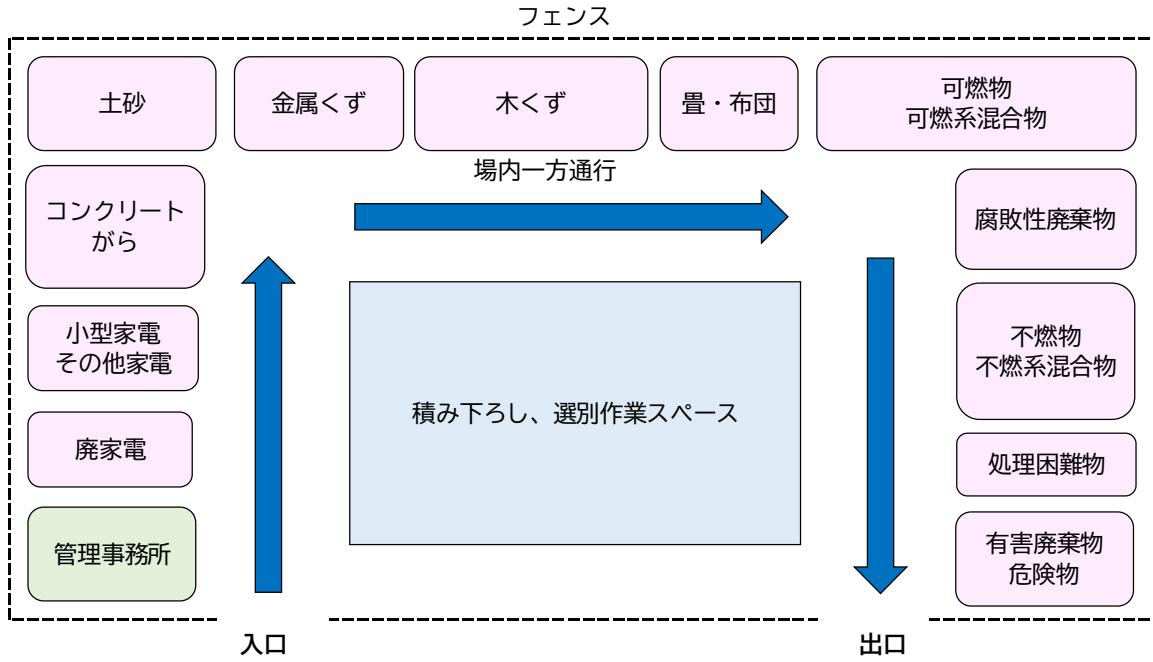 フェンス
土砂
金属くず
木くず
畳・布団
可燃物
可燃系混合物
場内一方通行
コンクリート
がら
腐敗性廃棄物
小型家電
その他家電
不燃物
不燃系混合物
積み下ろし、選別作業スペース
廃家電
処理困難物
管理事務所
有害廃棄物
危険物
入口
出口